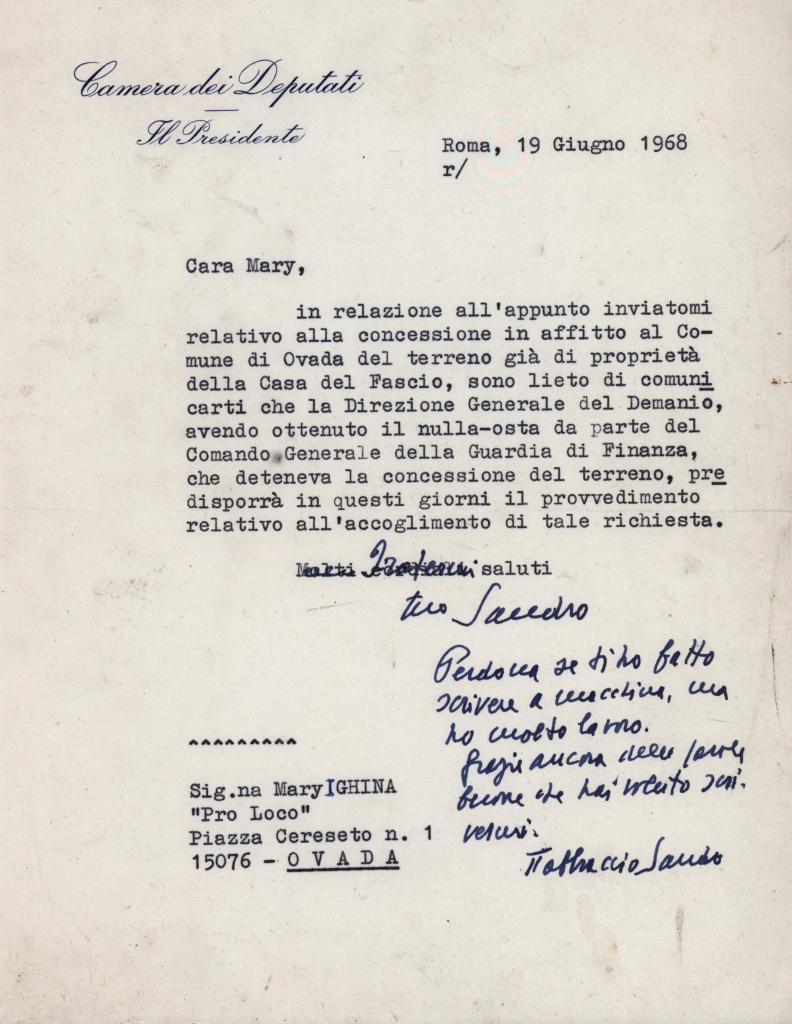 Camera dei Deputati
Il Presidente
Roma, 19 Giugno 1968
r/
Cara Mary,
in relazione all'appunto inviatomi
relativo alla concessione in affitto al Co-
mune di Ovada del terreno già di proprietà
della Casa del Fascio, sono lieto di comuni
carti che la Direzione Generale del Demanio,
avendo ottenuto il nulla-osta da parte del
Comando Generale della Guardia di Finanza,
che deteneva la concessione del terreno, pre
disporrà in questi giorni il provvedimento
relativo all'accoglimento di tale richiesta.
Molti cordiali saluti
tuo Sandro
Perdona se ti ho fatto
scrivere a macchina, ma
ho molto lavoro.
Grazie ancora delle parole
buone che hai voluto scri-
vermi.
Ti abbraccio Sandro
^^^^^^^^^
Sig.na Mary IGHINA
"Pro Loco"
Piazza Cereseto n. 1
15076 - O V A D A